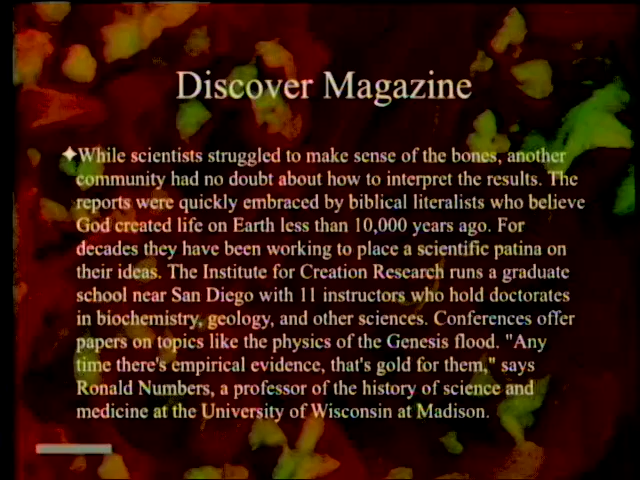 Discover Magazine
While scientists struggled to make sense of the bones, another
community had no doubt about how to interpret the results. The
reports were quickly embraced by biblical literalists who believe
God created life on Earth less than 10,000 years ago. For
decades they have been working to place a scientific patina on
their ideas. The Institute for Creation Research runs a graduate
school near San Diego with 11 instructors who hold doctorates
in biochemistry, geology, and other sciences. Conferences offer
papers on topics like the physics of the Genesis flood. "Any
time there's empirical evidence, that's gold for them," says
Ronald Numbers, a professor of the history of science and
medicine at the University of Wisconsin at Madison.